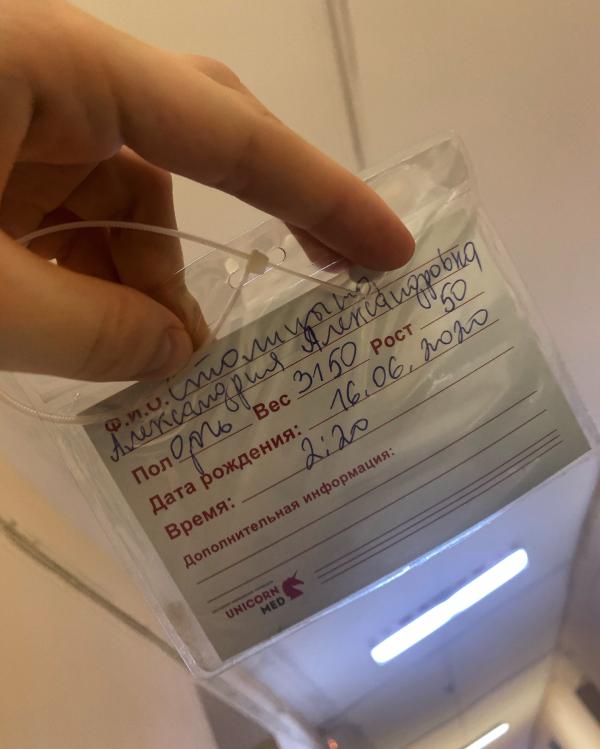 Ф.И.О. Столицына
Александрия Александровна
Пол Вес 3150 Рост 50
Дата рождения: 16.06.2020
Время: 2:20
Дополнительная информация:
UNICORN
MED